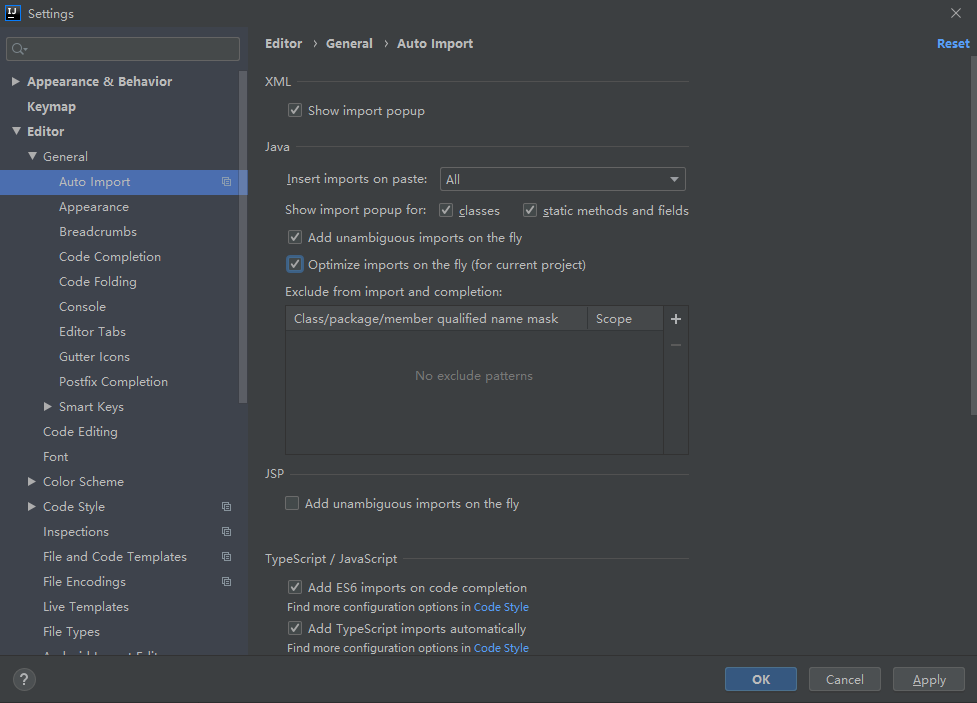 IJ
Settings
Appearance & Behavior
Keymap
Editor
General
Auto Import
Appearance
Breadcrumbs
Code Completion
Code Folding
Console
Editor Tabs
Gutter Icons
Postfix Completion
Smart Keys
Code Editing
Font
Color Scheme
Code Style
Inspections
File and Code Templates
File Encodings
Live Templates
File Types
Editor › General › Auto Import
Reset
XML
Show import popup
Java
Insert imports on paste: All
Show import popup for: classes static methods and fields
Add unambiguous imports on the fly
Optimize imports on the fly (for current project)
Exclude from import and completion:
Class/package/member qualified name mask Scope
No exclude patterns
JSP
Add unambiguous imports on the fly
TypeScript / JavaScript
Add ES6 imports on code completion
Find more configuration options in Code Style
Add TypeScript imports automatically
Find more configuration options in Code Style
?
OK Cancel Apply